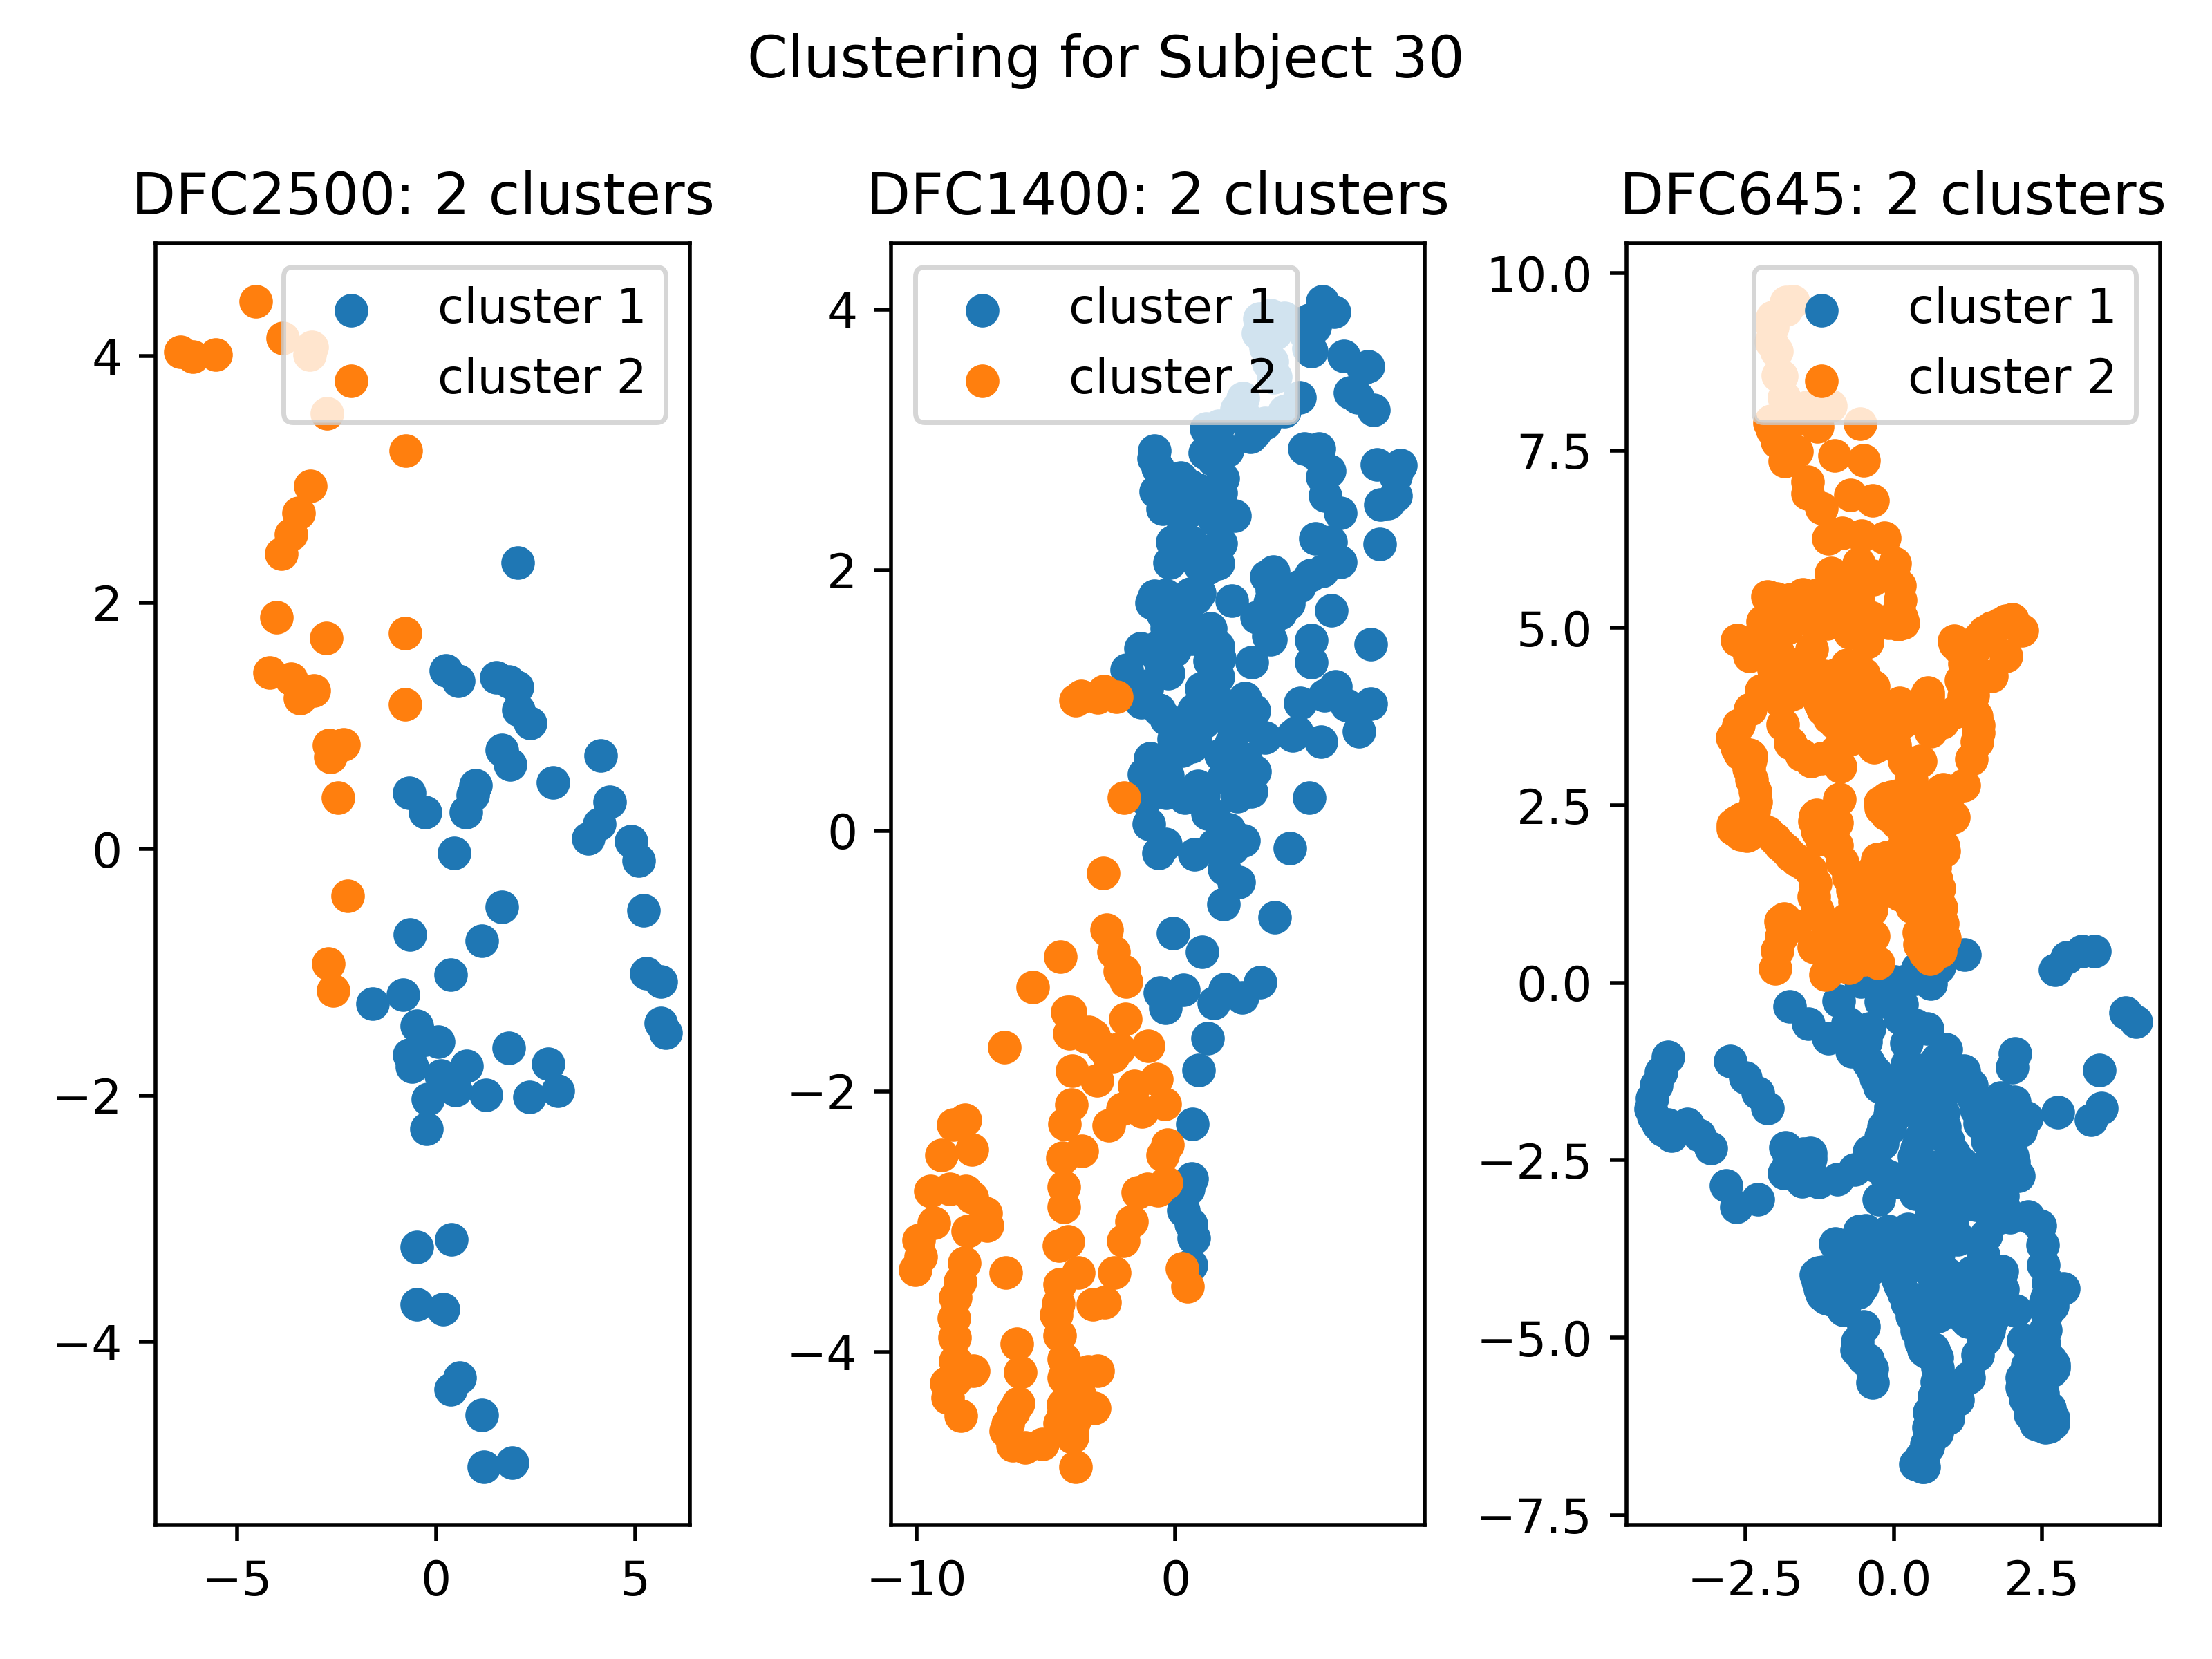 Clustering for Subject 30
DFC2500: 2 clusters
cluster 1
cluster 2
4
2
0
−2
−4
−5 0 5
DFC1400: 2 clusters
cluster 1
cluster 2
4
2
0
−2
−4
−10 0
DFC645: 2 clusters
cluster 1
cluster 2
10.0
7.5
5.0
2.5
0.0
−2.5
−5.0
−7.5
−2.5 0.0 2.5